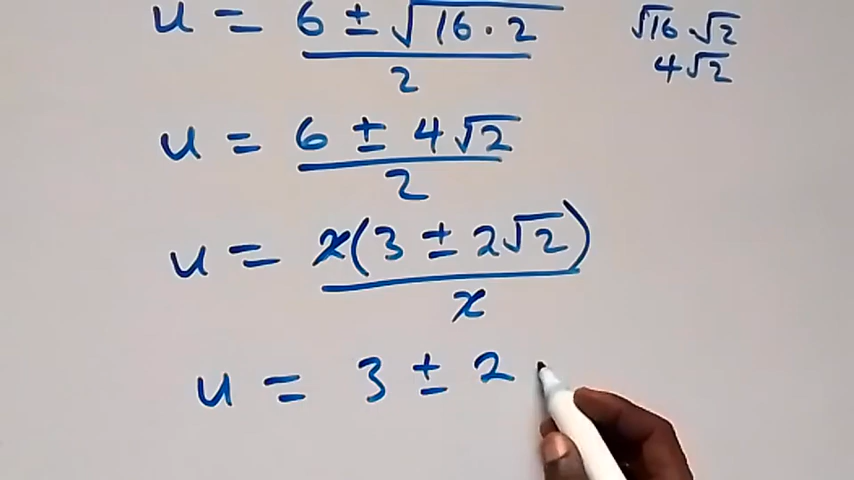 u = 6 ± √16 · 2
2
√16 · √2
4√2
u = 6 ± 4√2
2
u = 2(3 ± 2√2)
2
u = 3 ± 2